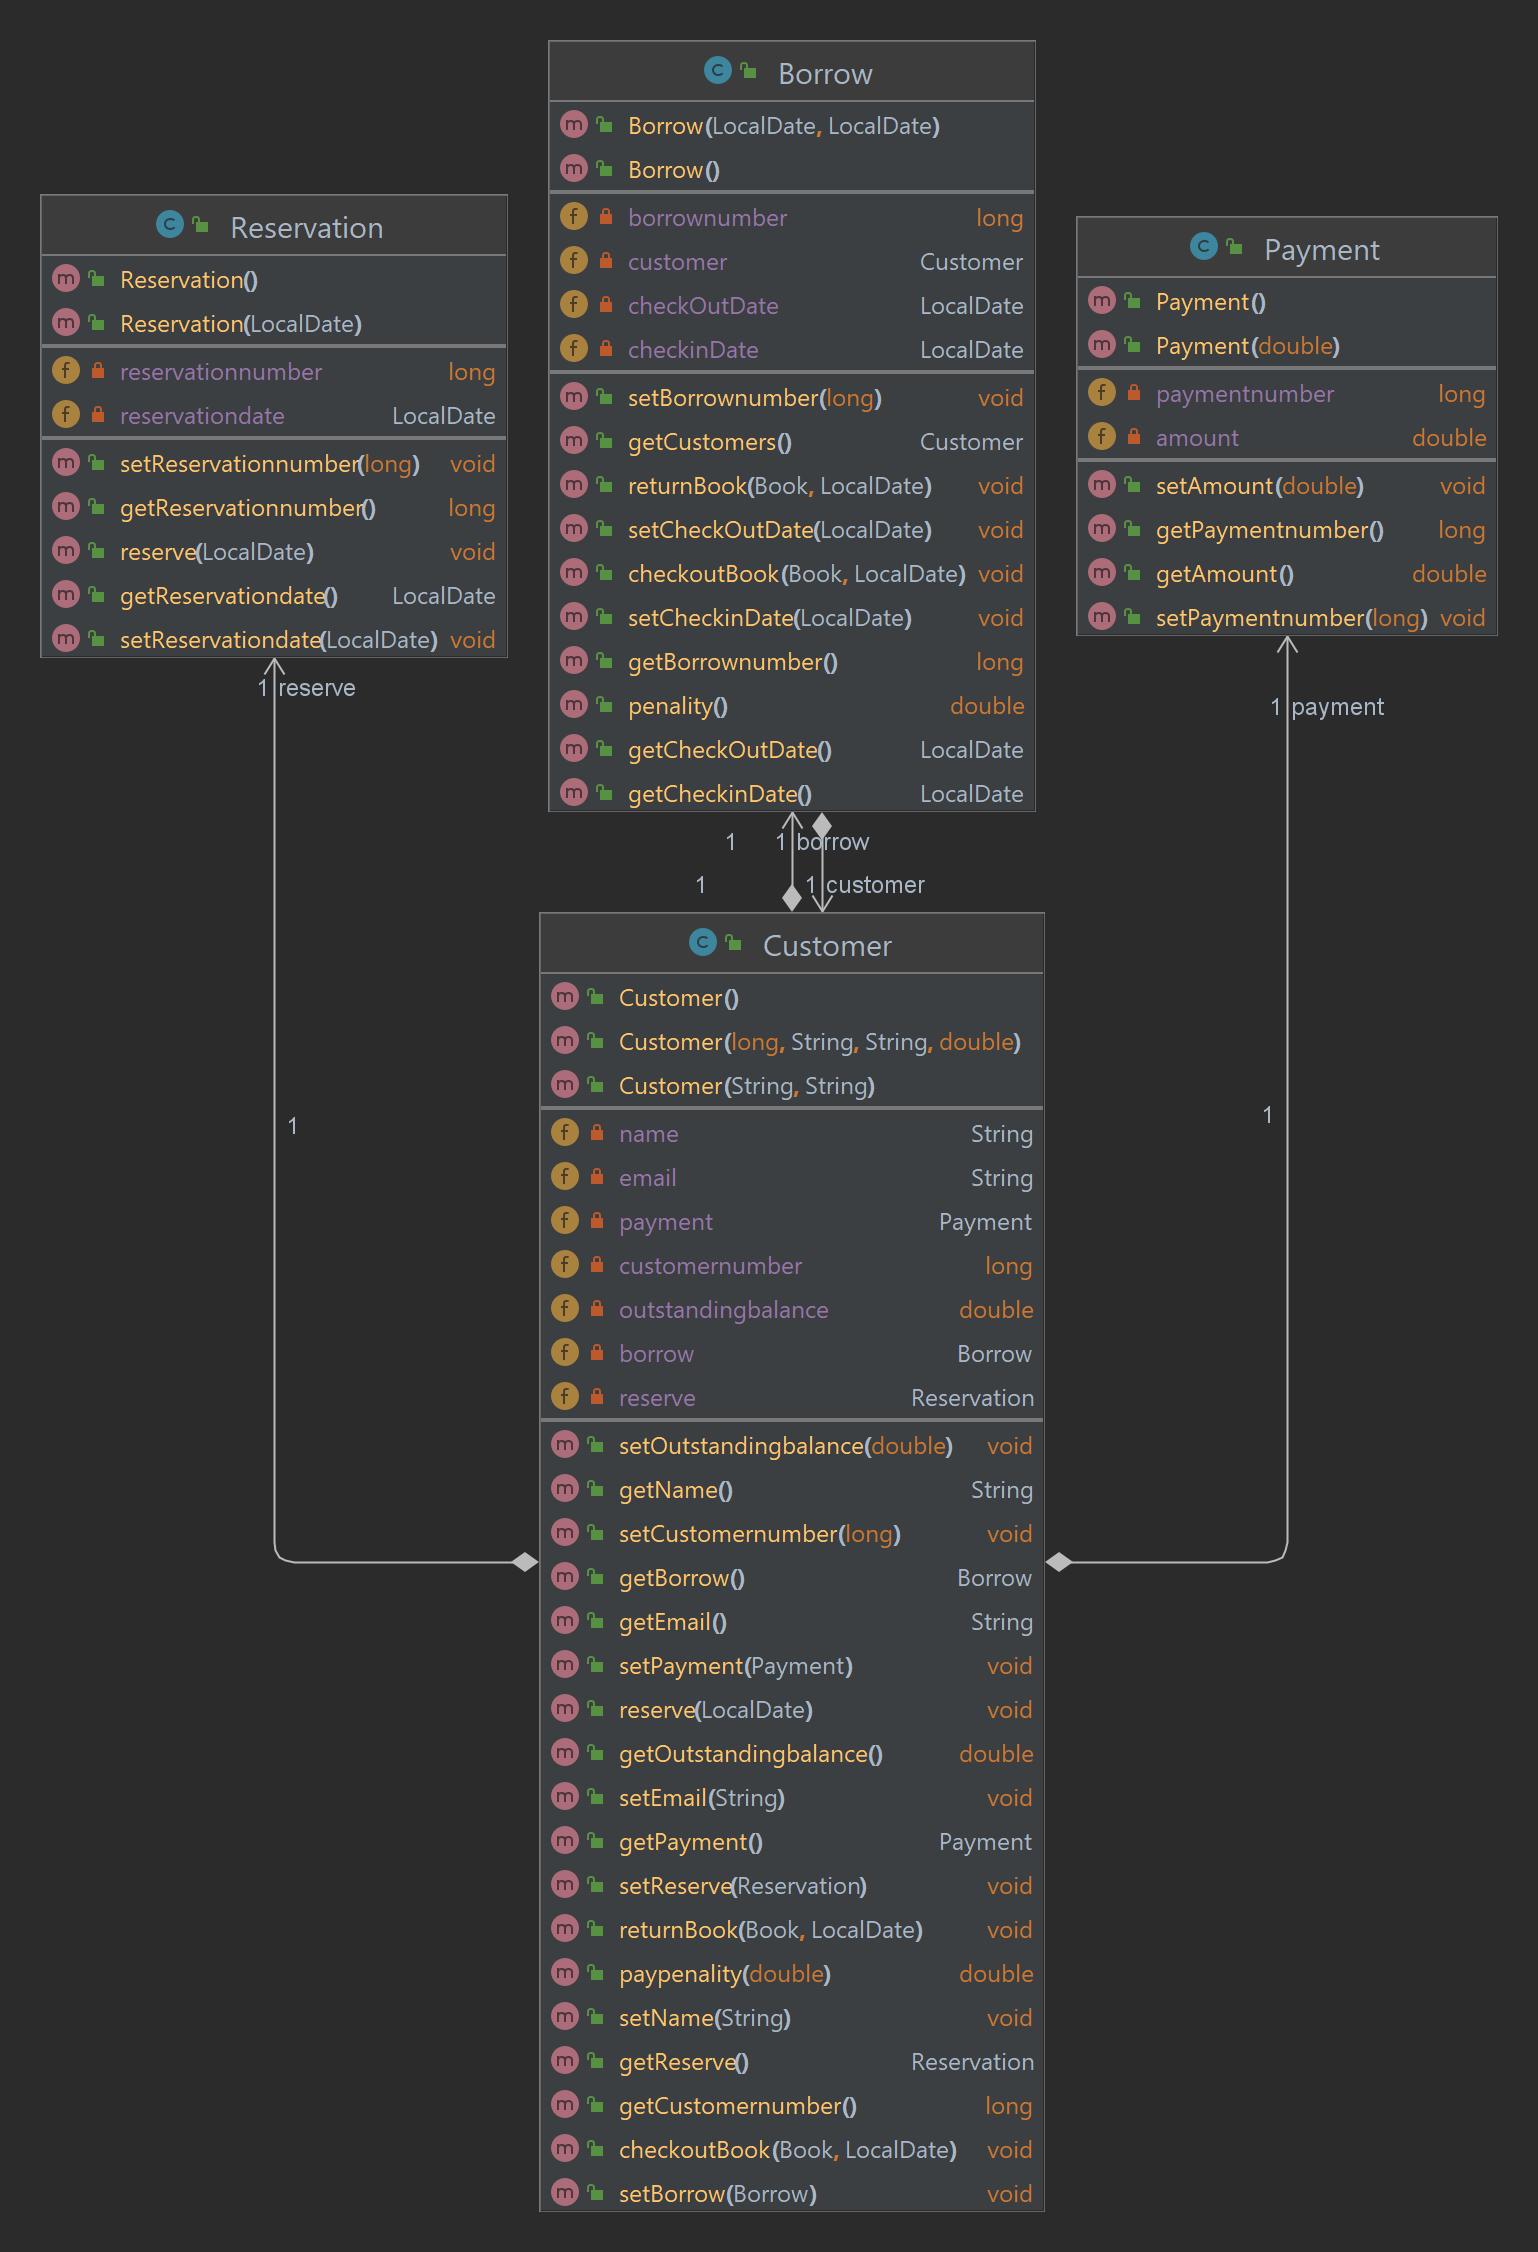 Borrow
Borrow(LocalDate, LocalDate)
Borrow()
borrownumber long
customer Customer
checkOutDate LocalDate
checkinDate LocalDate
setBorrownumber(long) void
getCustomers() Customer
returnBook(Book, LocalDate) void
setCheckOutDate(LocalDate) void
checkoutBook(Book, LocalDate) void
setCheckinDate(LocalDate) void
getBorrownumber() long
penality() double
getCheckOutDate() LocalDate
getCheckinDate() LocalDate
Reservation
Reservation()
Reservation(LocalDate)
reservationnumber long
reservationdate LocalDate
setReservationnumber(long) void
getReservationnumber() long
reserve(LocalDate) void
getReservationdate() LocalDate
setReservationdate(LocalDate) void
1 reserve
Payment
Payment()
Payment(double)
paymentnumber long
amount double
setAmount(double) void
getPaymentnumber() long
getAmount() double
setPaymentnumber(long) void
1 payment
1 1 borrow
1 1 customer
Customer
Customer()
Customer(long, String, String, double)
Customer(String, String)
name String
email String
payment Payment
customernumber long
outstandingbalance double
borrow Borrow
reserve Reservation
setOutstandingbalance(double) void
getName() String
setCustomernumber(long) void
getBorrow() Borrow
getEmail() String
setPayment(Payment) void
reserve(LocalDate) void
getOutstandingbalance() double
setEmail(String) void
getPayment() Payment
setReserve(Reservation) void
returnBook(Book, LocalDate) void
paypenality(double) double
setName(String) void
getReserve() Reservation
getCustomernumber() long
checkoutBook(Book, LocalDate) void
setBorrow(Borrow) void
1
1